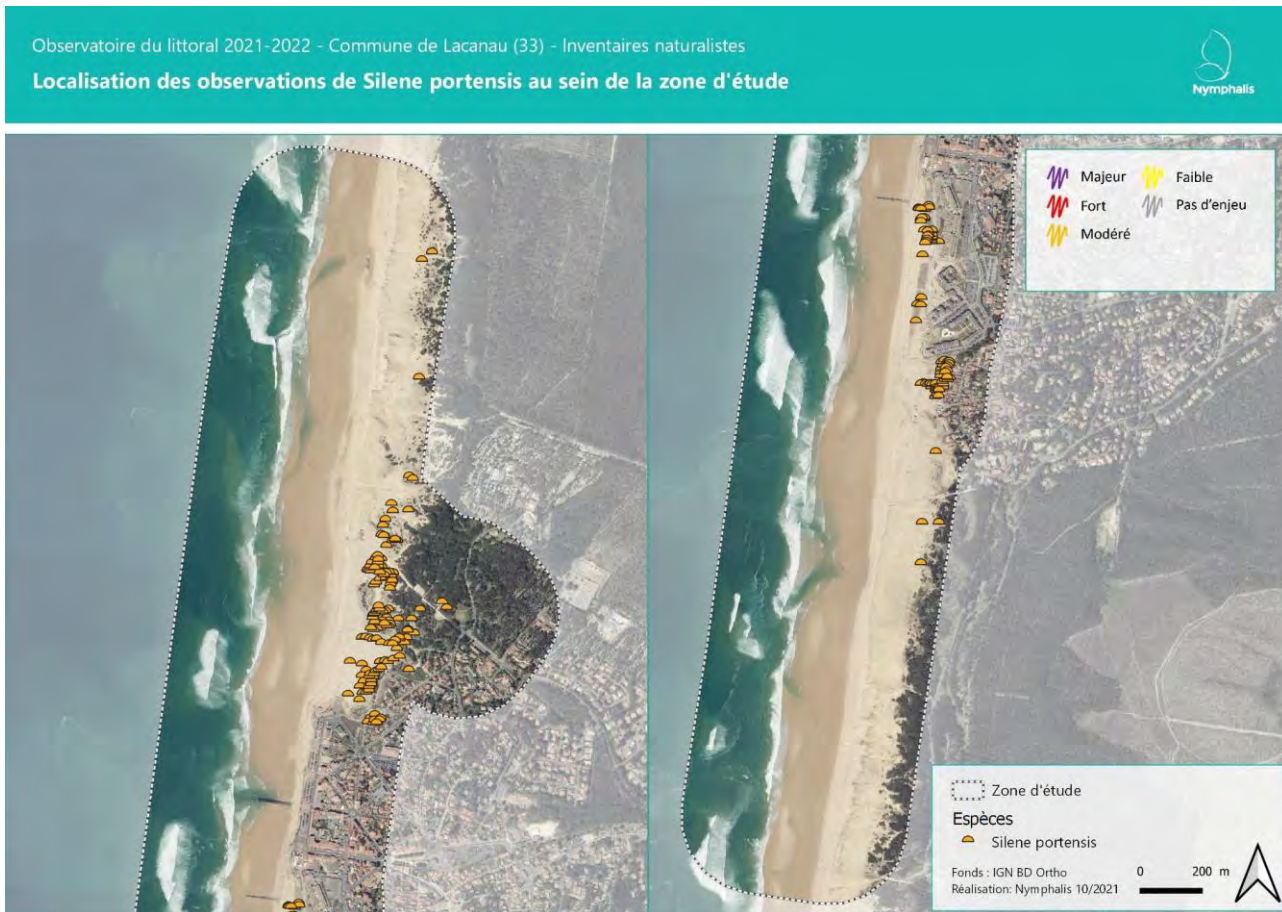 Observatoire du littoral 2021-2022 - Commune de Lacanau (33) - Inventaires naturalistes
Localisation des observations de Silene portensis au sein de la zone d'étude
Nymphalis
Majeur
Faible
Fort
Pas d'enjeu
Modéré
Zone d'étude
Espèces
Silene portensis
Fonds : IGN BD Ortho
Réalisation: Nymphalis 10/2021
0 200 m